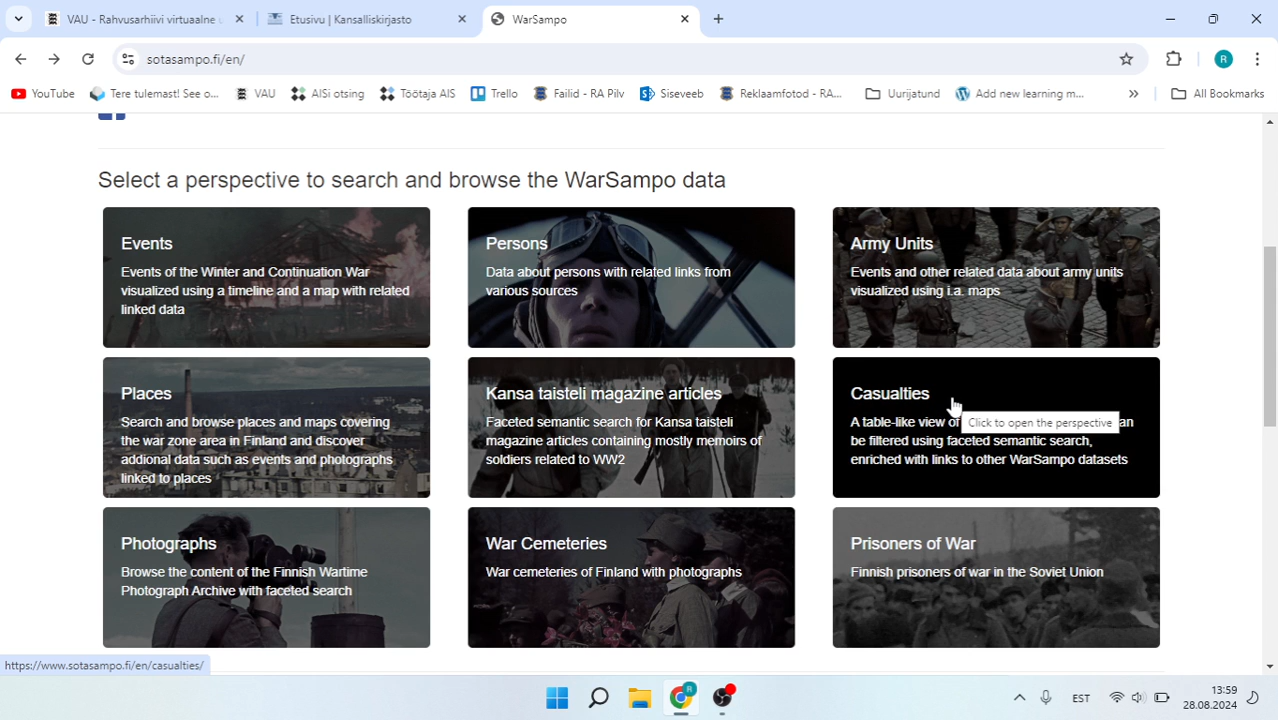 VAU - Rahvusarhiivi virtuaalne
Etusivu | Kansalliskirjasto
WarSampo
sotasampo.fi/en/
R
YouTube
Tere tulemast! See o...
VAU
AISi otsing
Töötaja AIS
Trello
Failid - RA Pilv
Siseveeb
Reklaamfotod - RA...
Uurijatund
Add new learning m...
All Bookmarks
Select a perspective to search and browse the WarSampo data
Events
Events of the Winter and Continuation War
visualized using a timeline and a map with related
linked data
Persons
Data about persons with related links from
various sources
Army Units
Events and other related data about army units
visualized using i.a. maps
Places
Search and browse places and maps covering
the war zone area in Finland and discover
addional data such as events and photographs
linked to places
Kansa taisteli magazine articles
Faceted semantic search for Kansa taisteli
magazine articles containing mostly memoirs of
soldiers related to WW2
Casualties
A table-like view of
Click to open the perspective
an
be filtered using faceted semantic search,
enriched with links to other WarSampo datasets
Photographs
Browse the content of the Finnish Wartime
Photograph Archive with faceted search
War Cemeteries
War cemeteries of Finland with photographs
Prisoners of War
Finnish prisoners of war in the Soviet Union
https://www.sotasampo.fi/en/casualties/
R
EST
13:59
28.08.2024